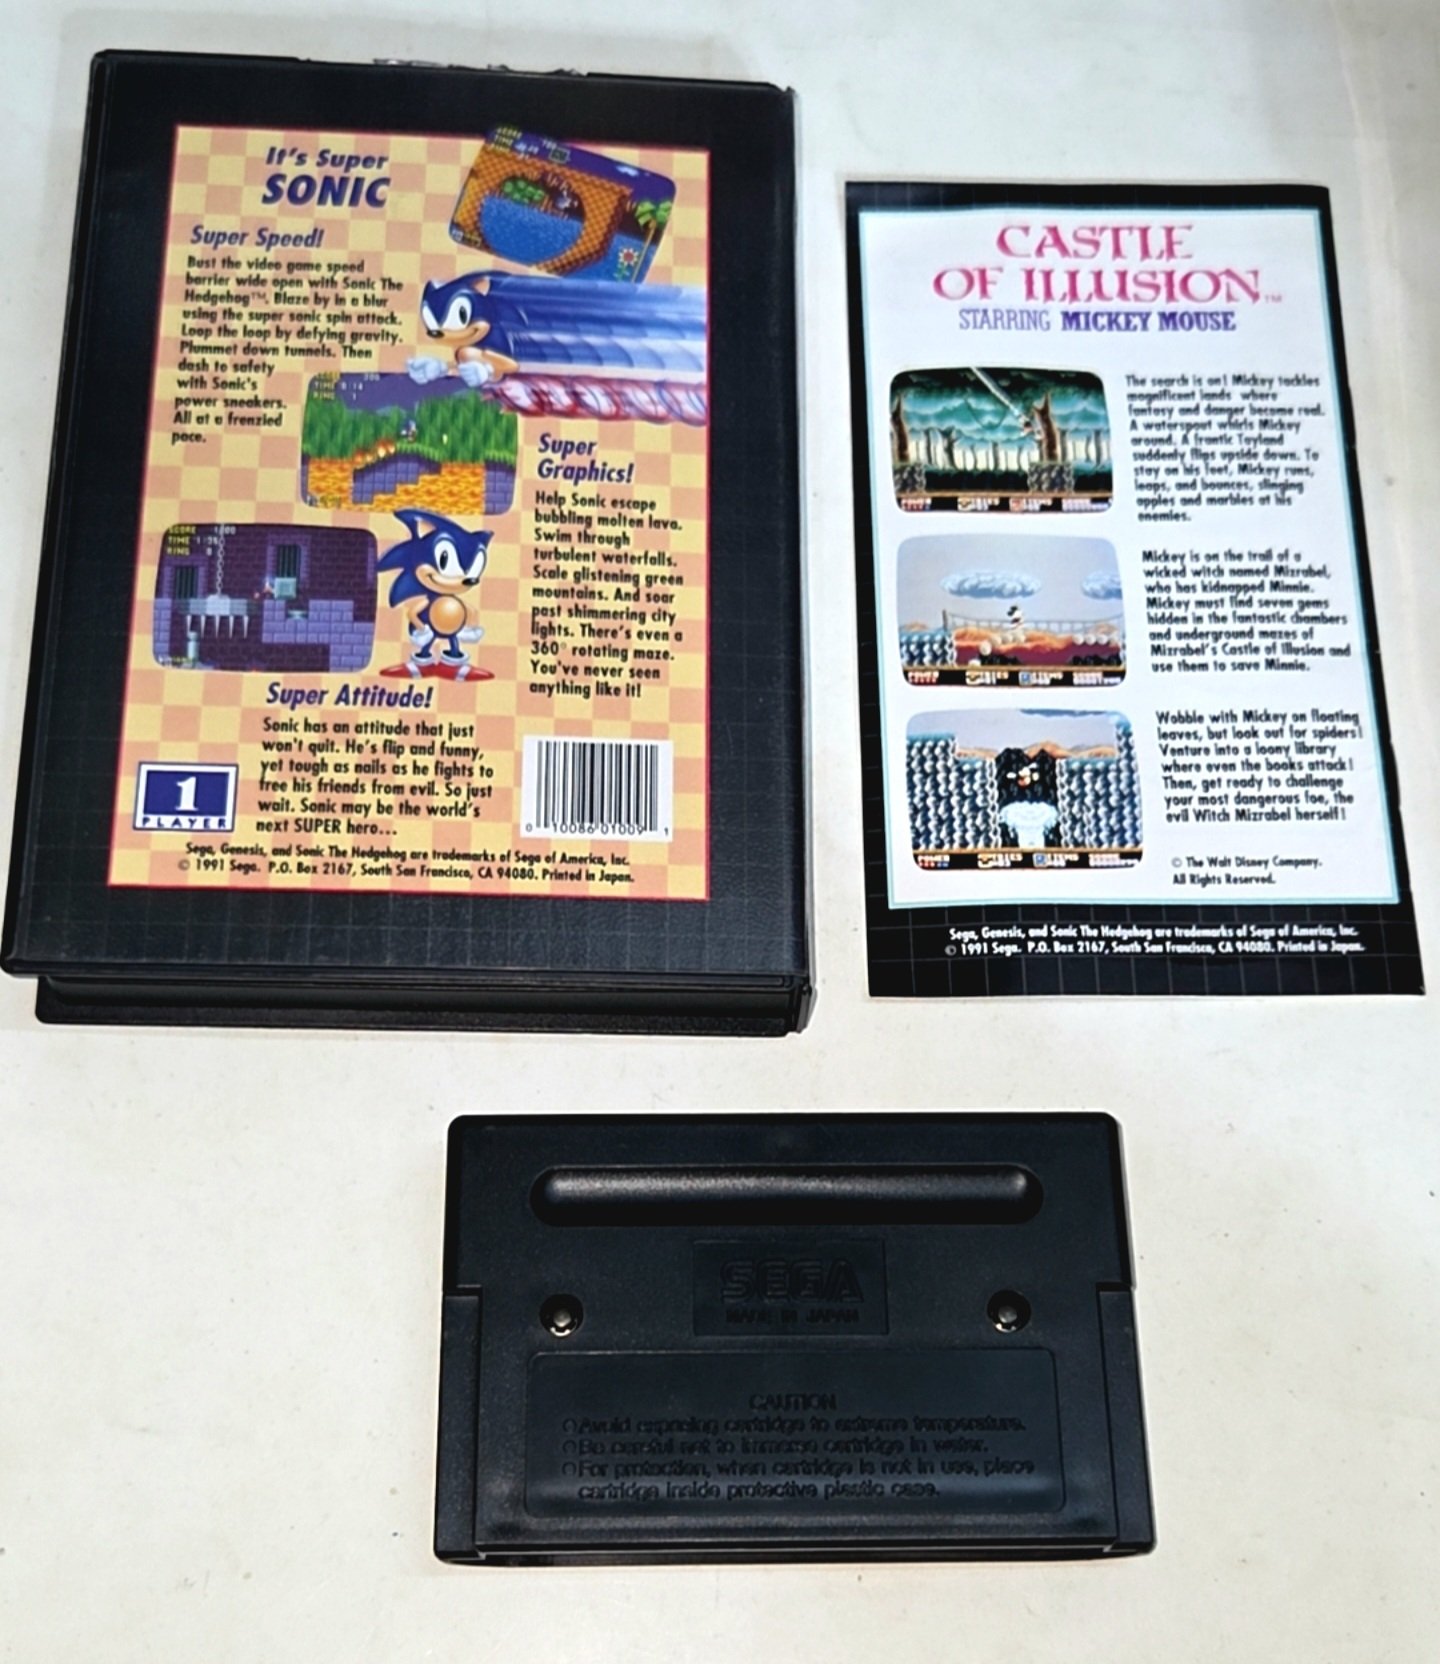 It's Super
SONIC
Super Speed!
Bust the video game speed
barrier wide open with Sonic The
Hedgehog™. Blaze by in a blur
using the super sonic spin attack.
Loop the loop by defying gravity.
Plummet down tunnels. Then
dash to safety
with Sonic's
power sneakers.
All at a frenzied
pace.
Super
Graphics!
Help Sonic escape
bubbling molten lava.
Swim through
turbulent waterfalls.
Scale glistening green
mountains. And soar
past shimmering city
lights. There's even a
360° rotating maze.
You've never seen
anything like it!
Super Attitude!
Sonic has an attitude that just
won't quit. He's flip and funny,
yet tough as nails as he fights to
free his friends from evil. So just
wait. Sonic may be the world's
next SUPER hero...
1
PLAYER
0 10086 01009 1
Sega, Genesis, and Sonic The Hedgehog are trademarks of Sega of America, Inc.
© 1991 Sega. P.O. Box 2167, South San Francisco, CA 94080. Printed in Japan.
CASTLE
OF ILLUSION™
STARRING MICKEY MOUSE
The search is on! Mickey tackles
magnificent lands where
fantasy and danger become real.
A waterspout whirls Mickey
around. A frantic Toyland
suddenly flips upside down. To
stay on his feet, Mickey runs,
leaps, and bounces, slinging
apples and marbles at his
enemies.
Mickey is on the trail of a
wicked witch named Mizrabel,
who has kidnapped Minnie.
Mickey must find seven gems
hidden in the fantastic chambers
and underground mazes of
Mizrabel's Castle of Illusion and
use them to save Minnie.
Wobble with Mickey on floating
leaves, but look out for spiders!
Venture into a loony library
where even the books attack!
Then, get ready to challenge
your most dangerous foe, the
evil Witch Mizrabel herself!
© The Walt Disney Company.
All Rights Reserved.
Sega, Genesis, and Sonic The Hedgehog are trademarks of Sega of America, Inc.
© 1991 Sega. P.O. Box 2167, South San Francisco, CA 94080. Printed in Japan.
SEGA
MADE IN JAPAN
CAUTION
○Avoid exposing cartridge to extreme temperature.
○Be careful not to immerse cartridge in water.
○For protection, when cartridge is not in use, place
cartridge inside protective plastic case.